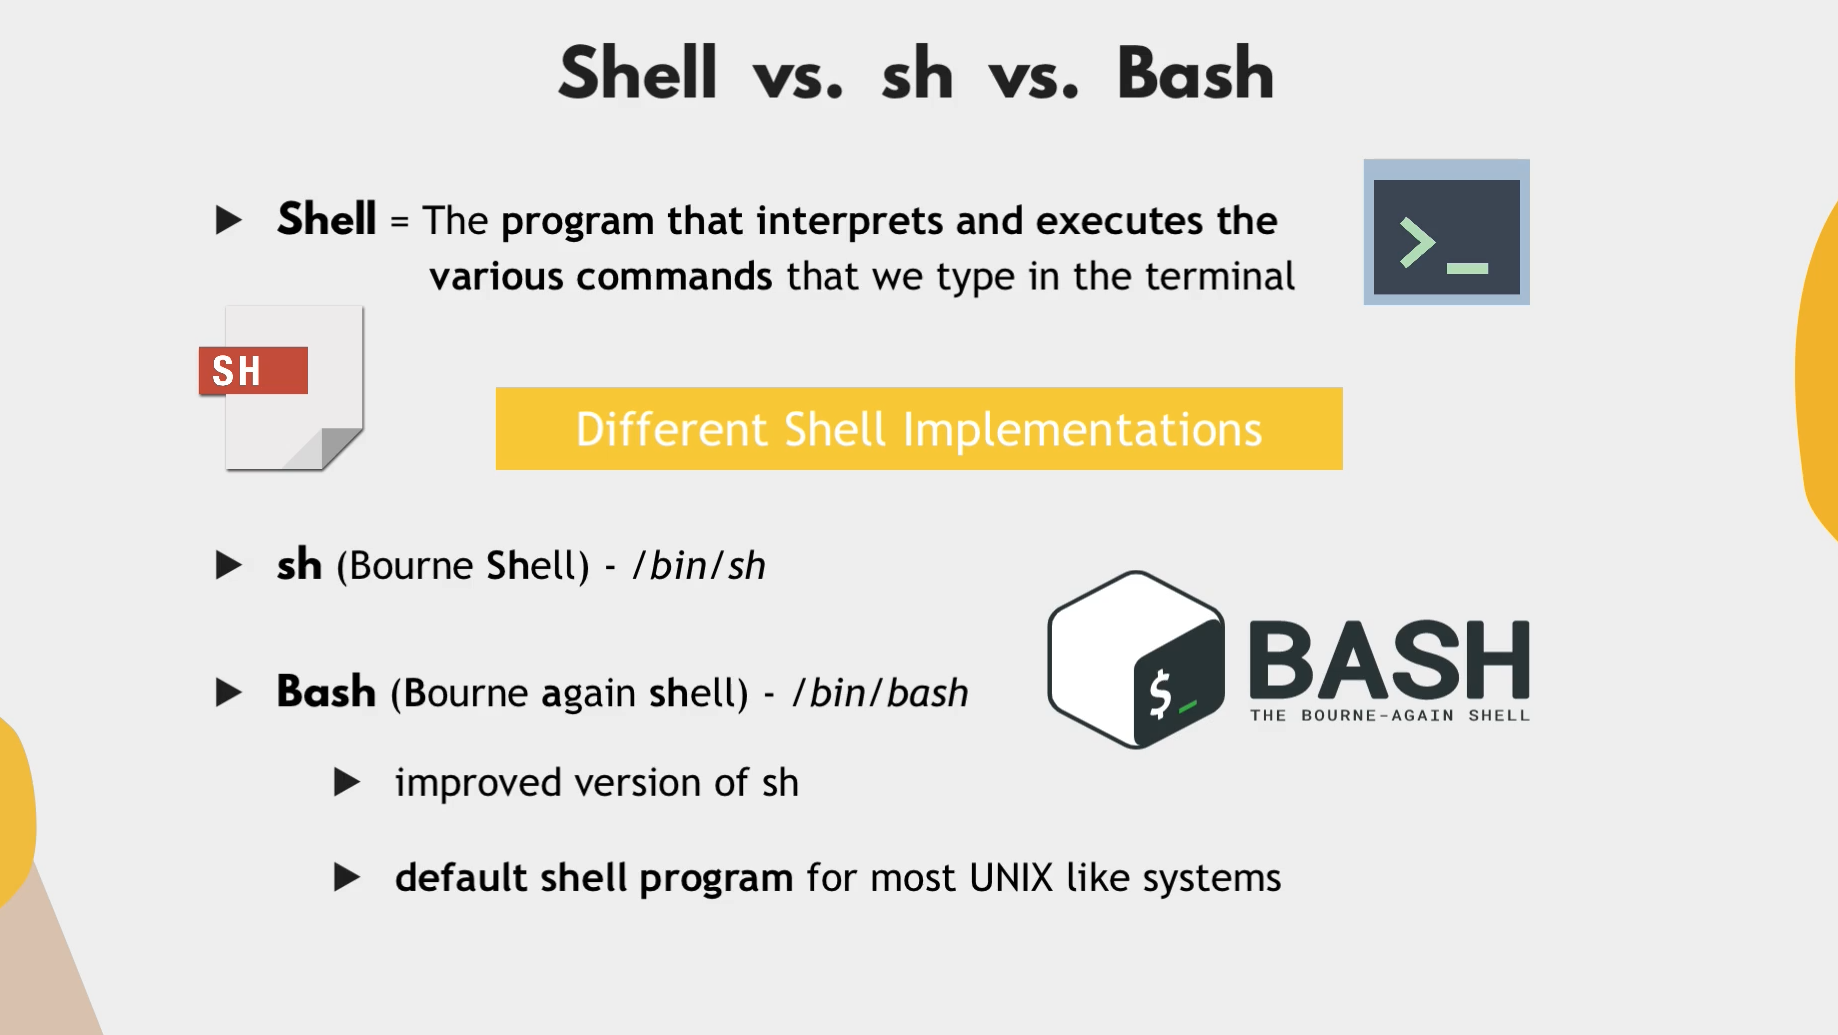 Shell vs. sh vs. Bash
Shell = The program that interprets and executes the
various commands that we type in the terminal
>_
SH
Different Shell Implementations
sh (Bourne Shell) - /bin/sh
Bash (Bourne again shell) - /bin/bash
$_
BASH
THE BOURNE-AGAIN SHELL
improved version of sh
default shell program for most UNIX like systems